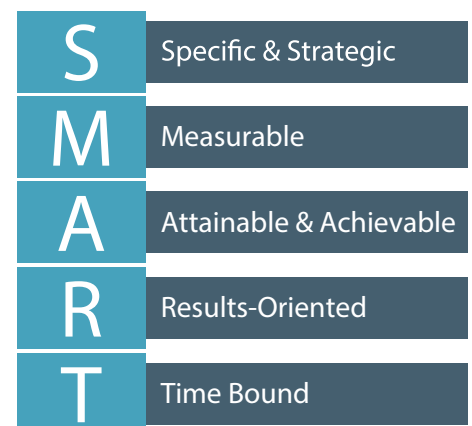 S Specific & Strategic
M Measurable
A Attainable & Achievable
R Results-Oriented
T Time Bound